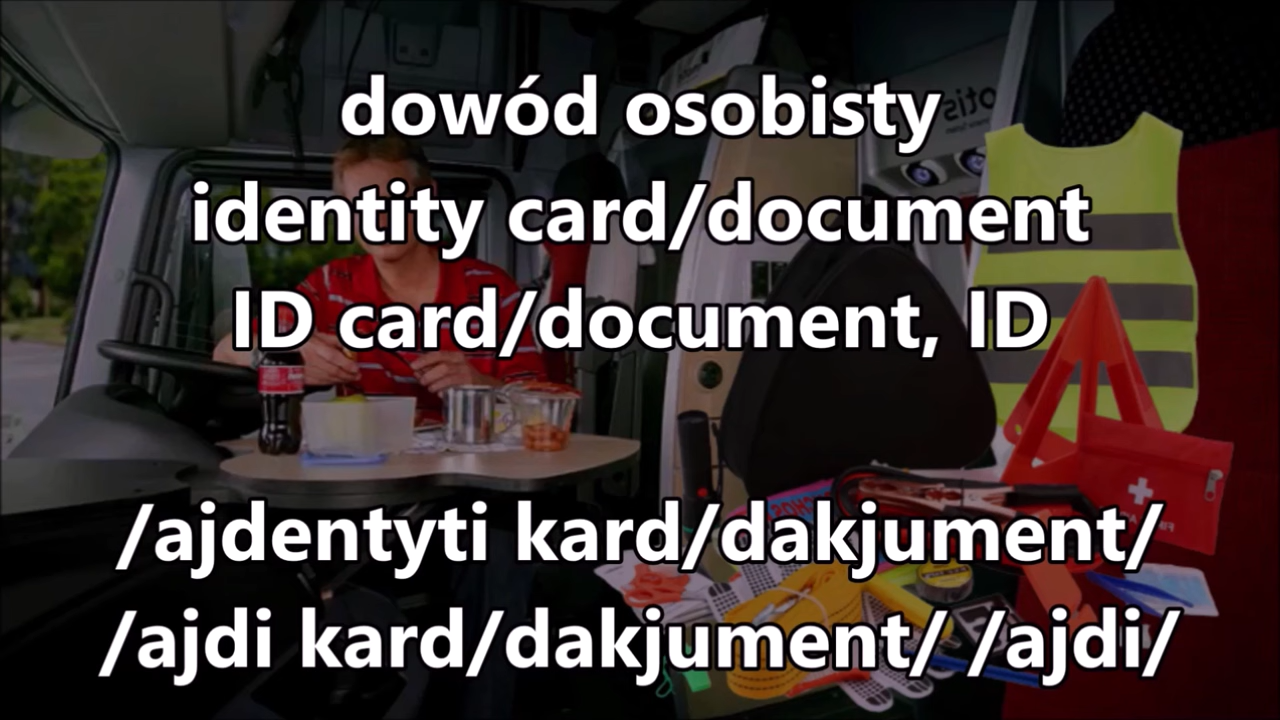 dowód osobisty
identity card/document
ID card/document, ID
/ajdentyti kard/dakjument/
/ajdi kard/dakjument/ /ajdi/